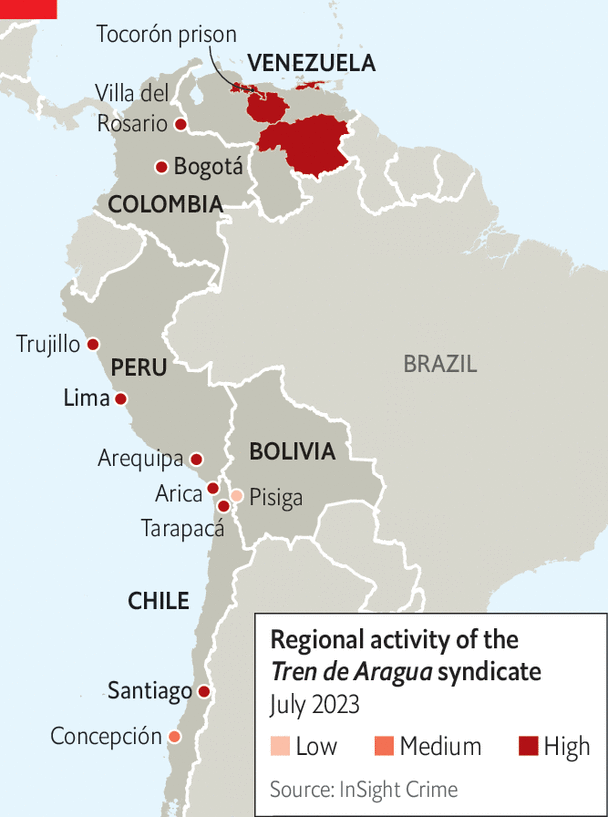 Tocorón prison
VENEZUELA
Villa del
Rosario
Bogotá
COLOMBIA
Trujillo
PERU
BRAZIL
Lima
BOLIVIA
Arequipa
Arica
Pisiga
Tarapacá
CHILE
Santiago
Concepción
Regional activity of the
Tren de Aragua syndicate
July 2023
Low
Medium
High
Source: InSight Crime